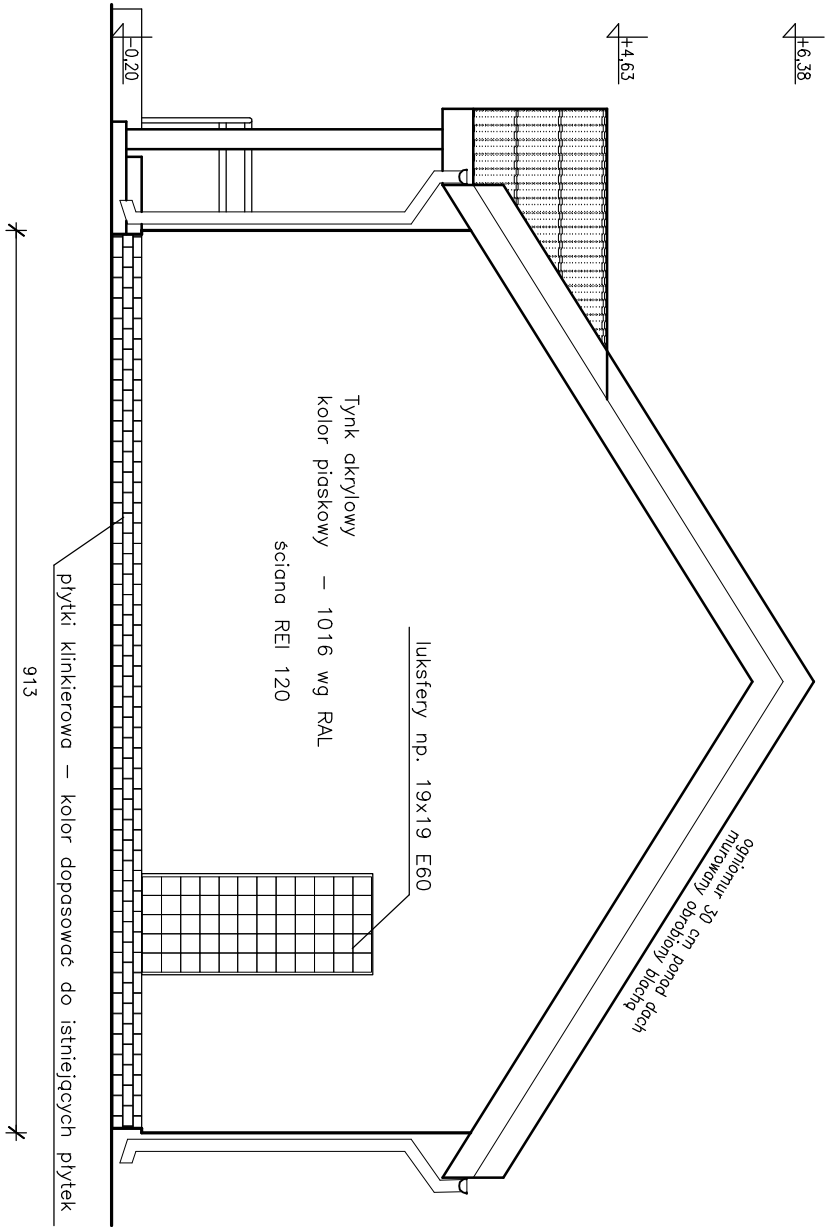 +6,38
+4,63
-0,20
ogniomur 30 cm ponad dach
murowany obrobiony blachą
luksfery np. 19x19 E60
Tynk akrylowy
kolor piaskowy - 1016 wg RAL
ściana REI 120
płytki klinkierowa - kolor dopasować do istniejących płytek
913